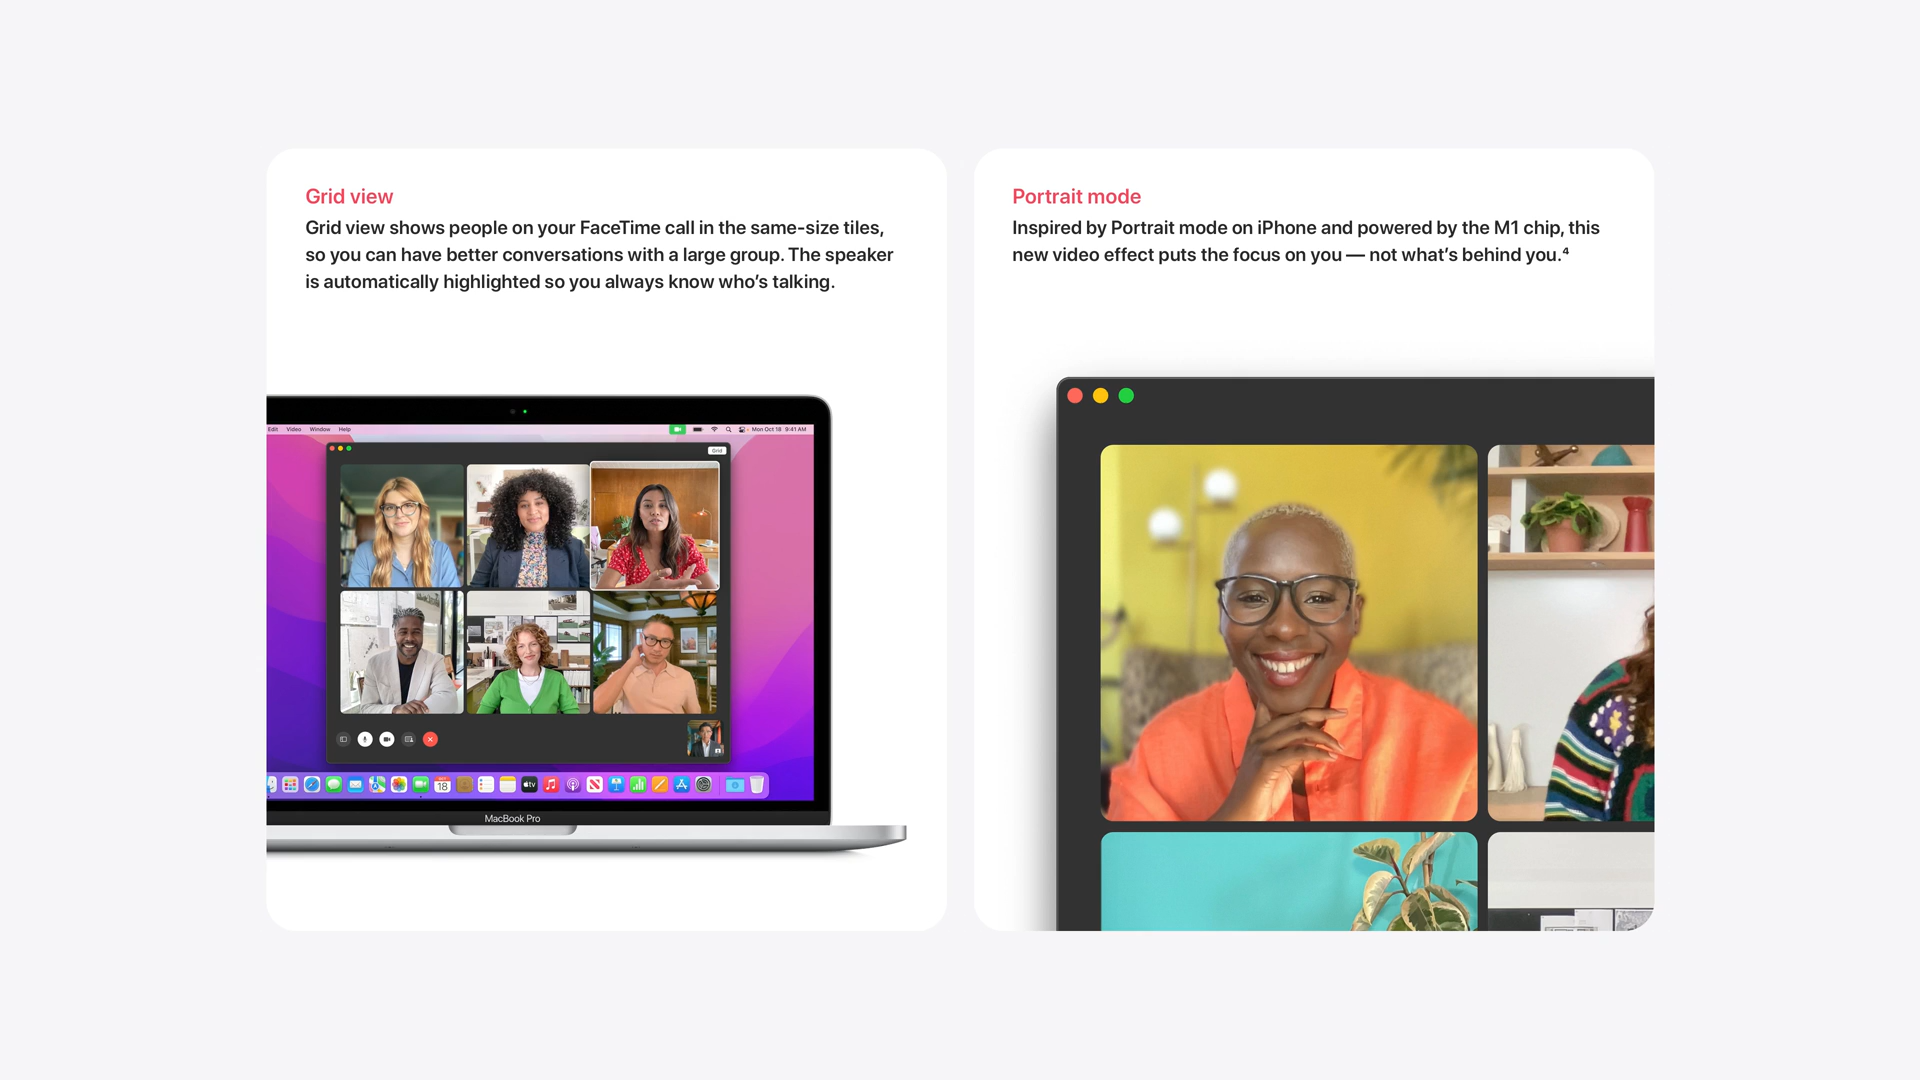 Grid view
Grid view shows people on your FaceTime call in the same-size tiles,
so you can have better conversations with a large group. The speaker
is automatically highlighted so you always know who’s talking.
Edit Video Window Help
Mon Oct 18 9:41 AM
Grid
18
tv
MacBook Pro
Portrait mode
Inspired by Portrait mode on iPhone and powered by the M1 chip, this
new video effect puts the focus on you — not what’s behind you.⁴